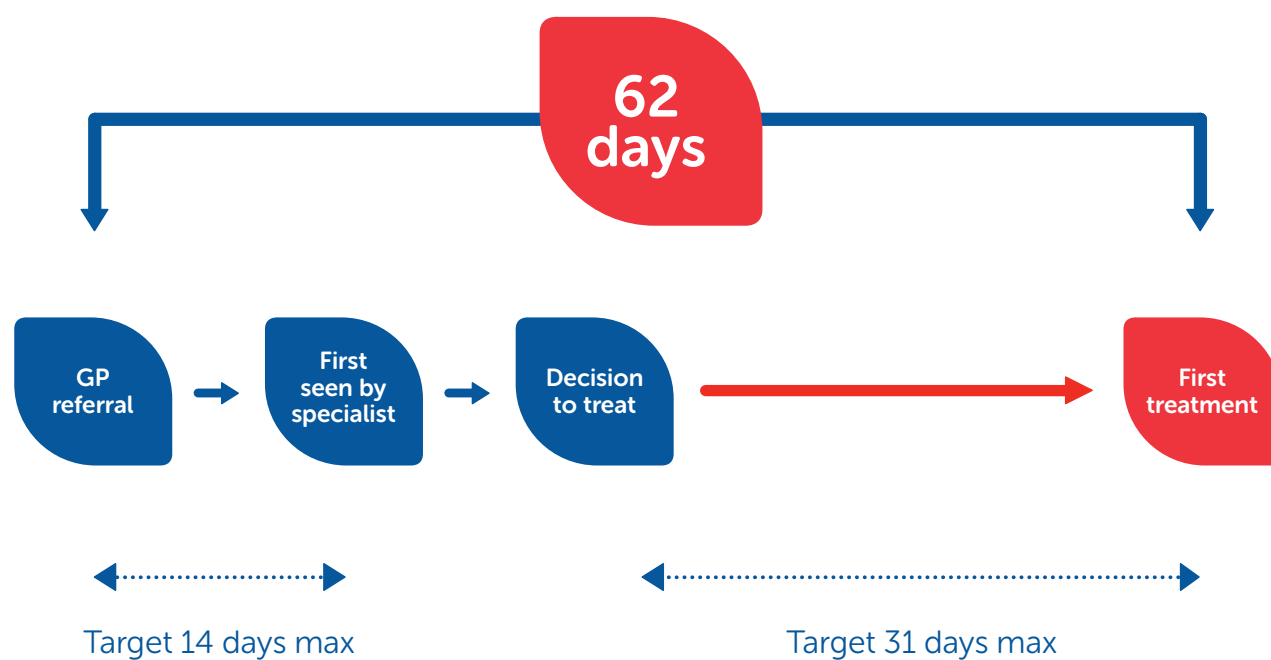 62
days
GP
referral
First
seen by
specialist
Decision
to treat
First
treatment
Target 14 days max
Target 31 days max